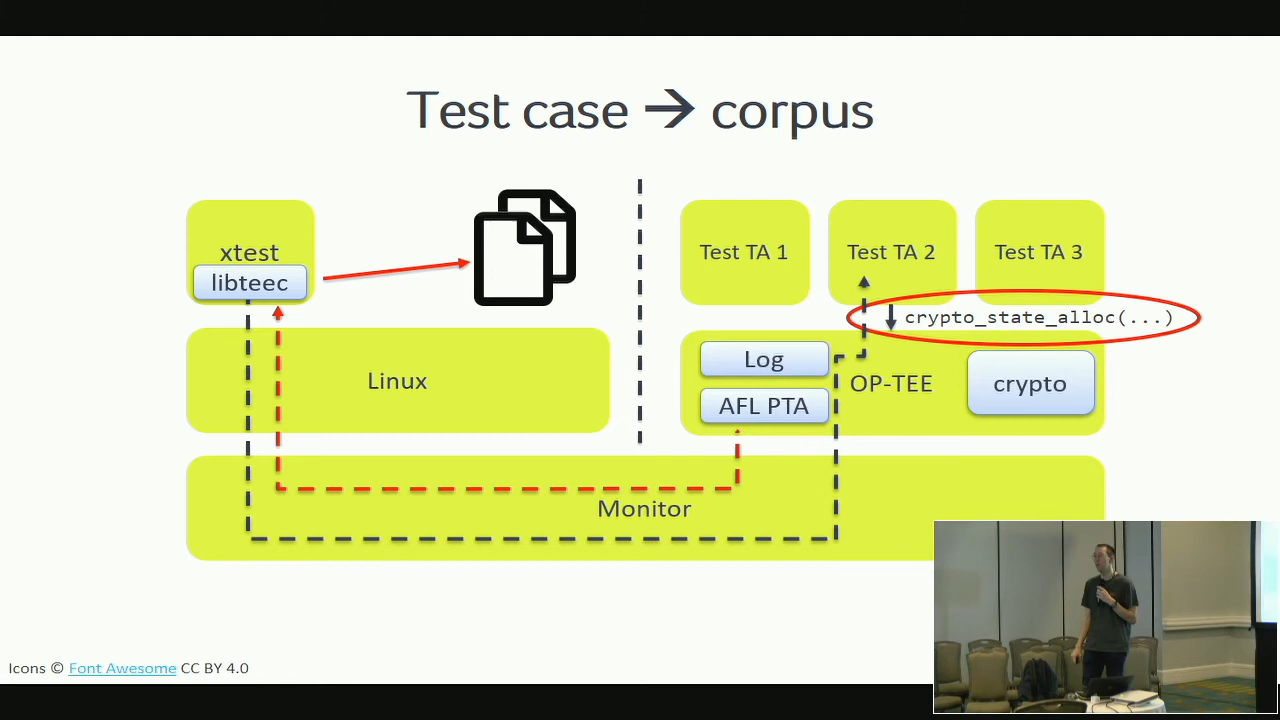 Test case → corpus
xtest
libteec
Test TA 1
Test TA 2
Test TA 3
crypto_state_alloc(...)
Linux
Log
AFL PTA
OP-TEE
crypto
Monitor
Icons © Font Awesome CC BY 4.0